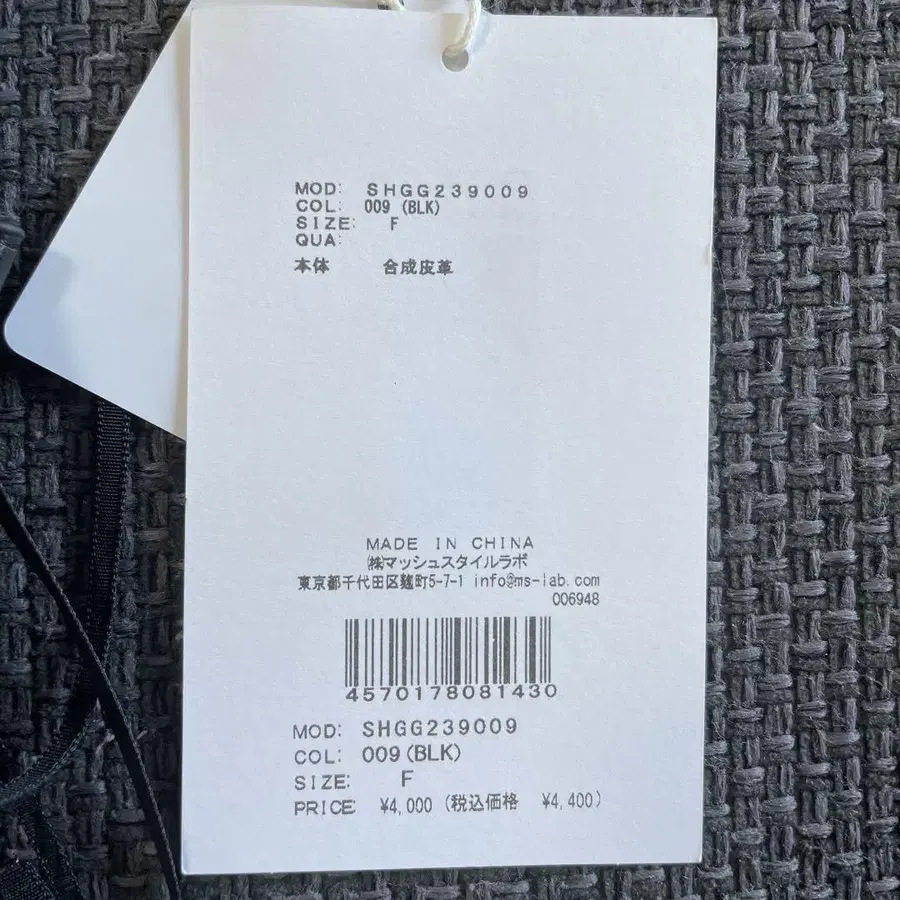 MOD: SHGG239009
COL: 009 (BLK)
SIZE: F
QUA:
本体 合成皮革
MADE IN CHINA
㈱マッシュスタイルラボ
東京都千代田区麹町5-7-1 info@ms-lab.com
006948
4570178081430
MOD: SHGG239009
COL: 009(BLK)
SIZE: F
PRICE: ¥4,000 (税込価格 ¥4,400)